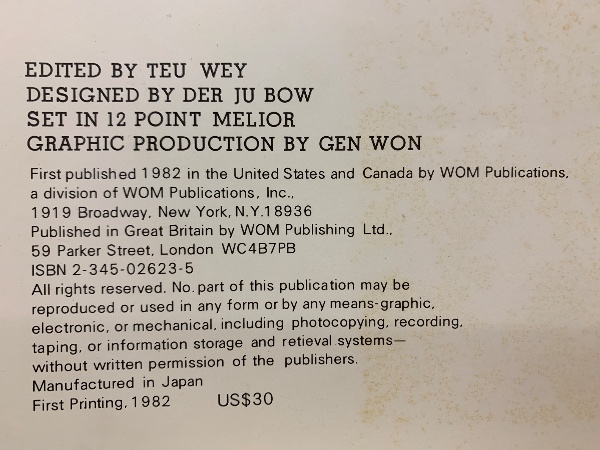 EDITED BY TEU WEY
DESIGNED BY DER JU BOW
SET IN 12 POINT MELIOR
GRAPHIC PRODUCTION BY GEN WON
First published 1982 in the United States and Canada by WOM Publications,
a division of WOM Publications, Inc.,
1919 Broadway, New York, N.Y.18936
Published in Great Britain by WOM Publishing Ltd.,
59 Parker Street, London WC4B7PB
ISBN 2-345-02623-5
All rights reserved. No.part of this publication may be
reproduced or used in any form or by any means-graphic,
electronic, or mechanical, including photocopying, recording,
taping, or information storage and retieval systems—
without written permission of the publishers.
Manufactured in Japan
First Printing, 1982 US$30